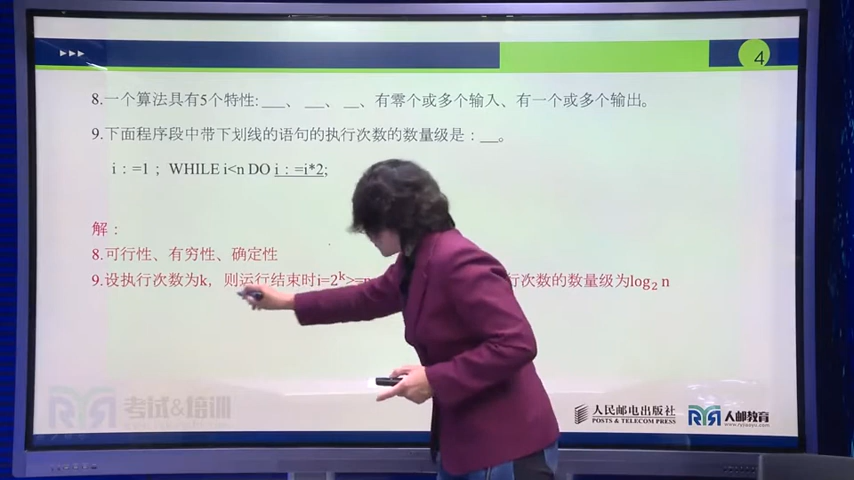 4
8.一个算法具有5个特性: ___、 ___、 __、有零个或多个输入、有一个或多个输出。
9.下面程序段中带下划线的语句的执行次数的数量级是：___。
i：=1；WHILE i<n DO i：=i*2;
解：
8.可行性、有穷性、确定性
9.设执行次数为k，则运行结束时i=2^k>=n 行次数的数量级为log₂ n
考试&培训
人民邮电出版社
POSTS & TELECOM PRESS
人邮教育